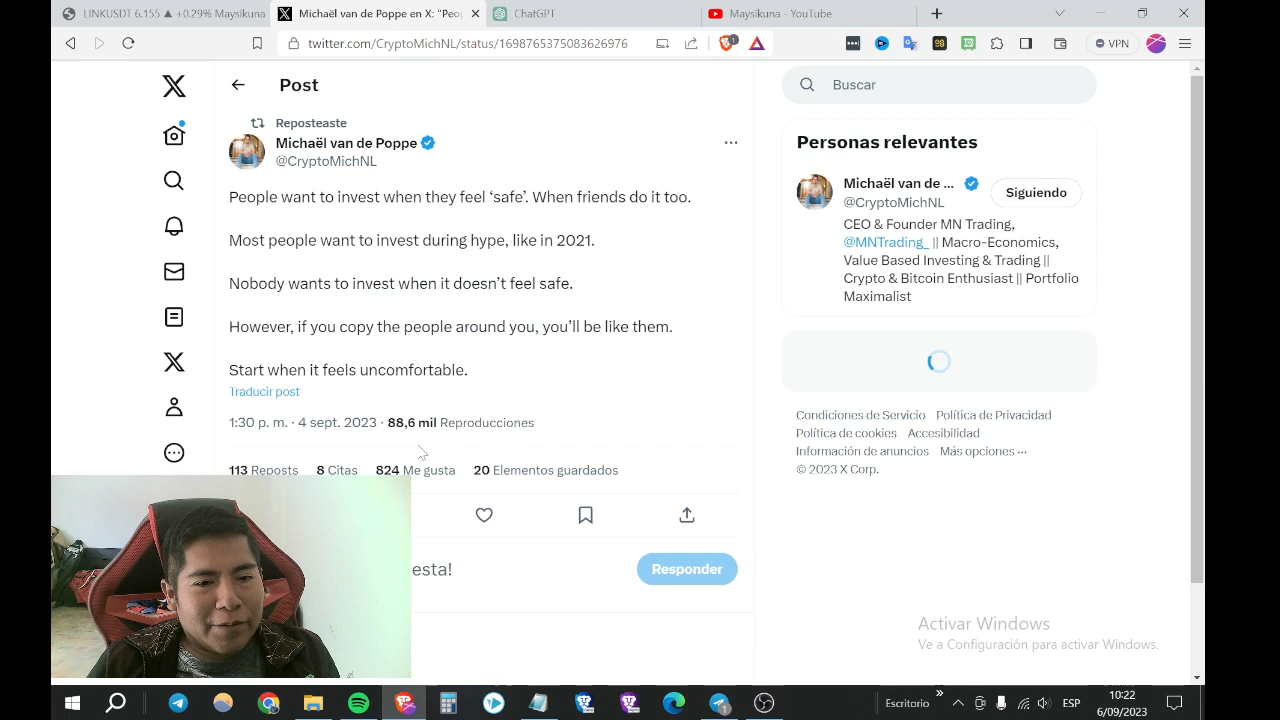 LINKUSDT 6.155 ▲ +0.29% Maysikuna
Michaël van de Poppe en X: "Peop
ChatGPT
Maysikuna - YouTube
twitter.com/CryptoMichNL/status/1698765375083626976
1
98
VPN
Post
Buscar
Reposteaste
Michaël van de Poppe
@CryptoMichNL
People want to invest when they feel ‘safe’. When friends do it too.
Most people want to invest during hype, like in 2021.
Nobody wants to invest when it doesn’t feel safe.
However, if you copy the people around you, you’ll be like them.
Start when it feels uncomfortable.
Traducir post
1:30 p. m. · 4 sept. 2023 · 88,6 mil Reproducciones
113 Reposts 8 Citas 824 Me gusta 20 Elementos guardados
esta!
Responder
Personas relevantes
Michaël van de ...
@CryptoMichNL
Siguiendo
CEO & Founder MN Trading,
@MNTrading_ || Macro-Economics,
Value Based Investing & Trading ||
Crypto & Bitcoin Enthusiast || Portfolio
Maximalist
Condiciones de Servicio Política de Privacidad
Política de cookies Accesibilidad
Información de anuncios Más opciones ···
© 2023 X Corp.
Activar Windows
Ve a Configuración para activar Windows.
Escritorio
ESP
10:22
6/09/2023